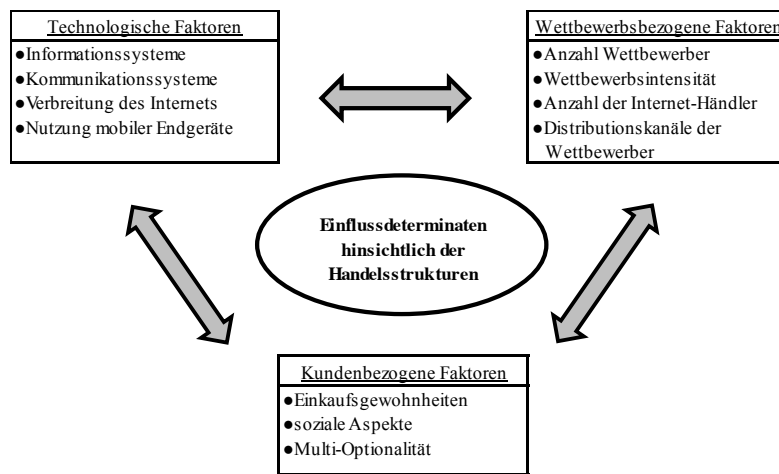 Technologische Faktoren
●Informationssysteme
●Kommunikationssysteme
●Verbreitung des Internets
●Nutzung mobiler Endgeräte
Wettbewerbsbezogene Faktoren
●Anzahl Wettbewerber
●Wettbewerbsintensität
●Anzahl der Internet-Händler
●Distributionskanäle der
Wettbewerber
Einflussdeterminaten
hinsichtlich der
Handelsstrukturen
Kundenbezogene Faktoren
●Einkaufsgewohnheiten
●soziale Aspekte
●Multi-Optionalität